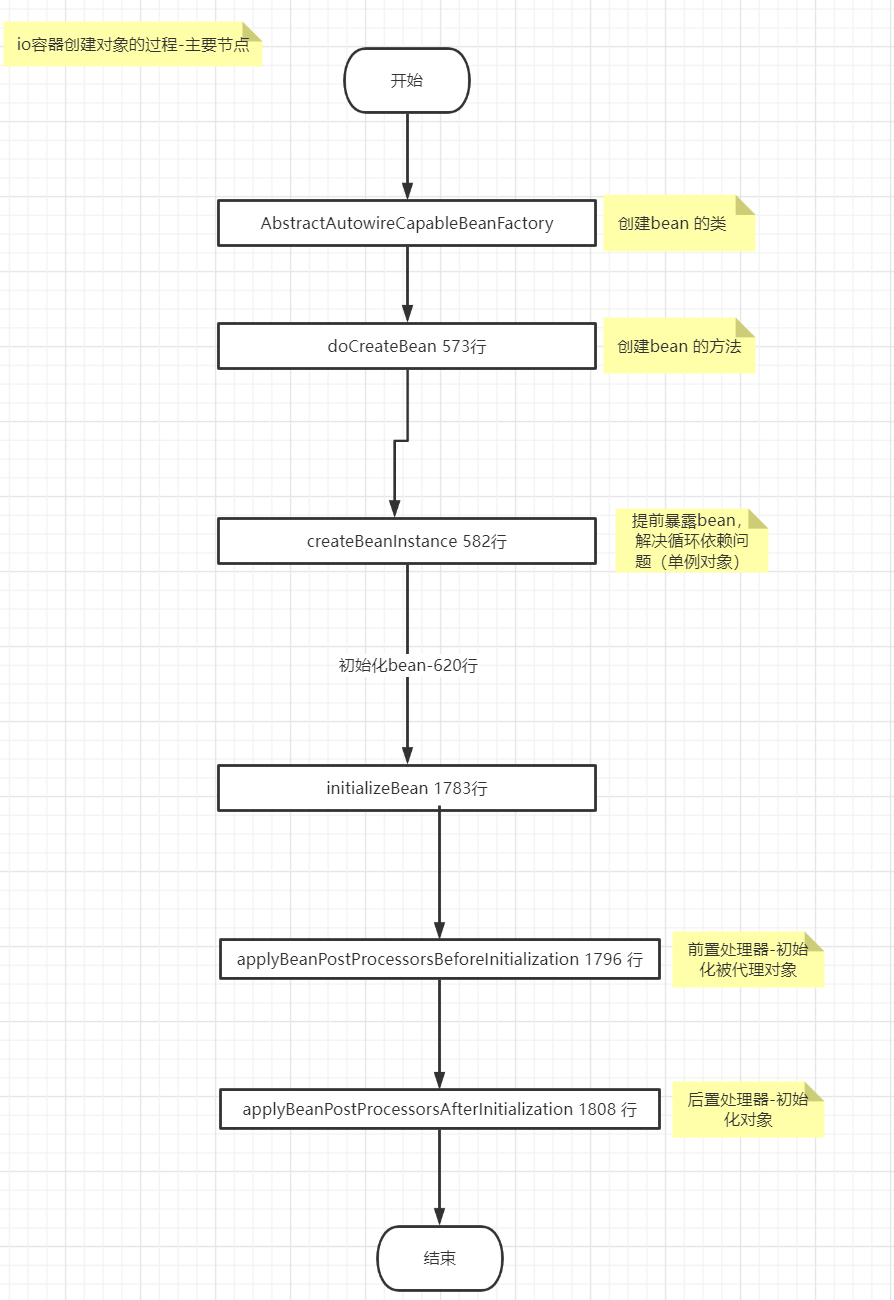 io容器创建对象的过程-主要节点
开始
AbstractAutowireCapableBeanFactory
创建bean 的类
doCreateBean 573行
创建bean 的方法
createBeanInstance 582行
提前暴露bean，
解决循环依赖问
题（单例对象）
初始化bean-620行
initializeBean 1783行
applyBeanPostProcessorsBeforeInitialization 1796 行
前置处理器-初始
化被代理对象
applyBeanPostProcessorsAfterInitialization 1808 行
后置处理器-初始
化对象
结束